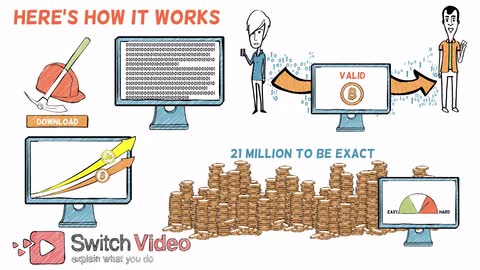 HERE'S HOW IT WORKS
VALID
DOWNLOAD
21 MILLION TO BE EXACT
EASY
HARD
Switch Video
explain what you do